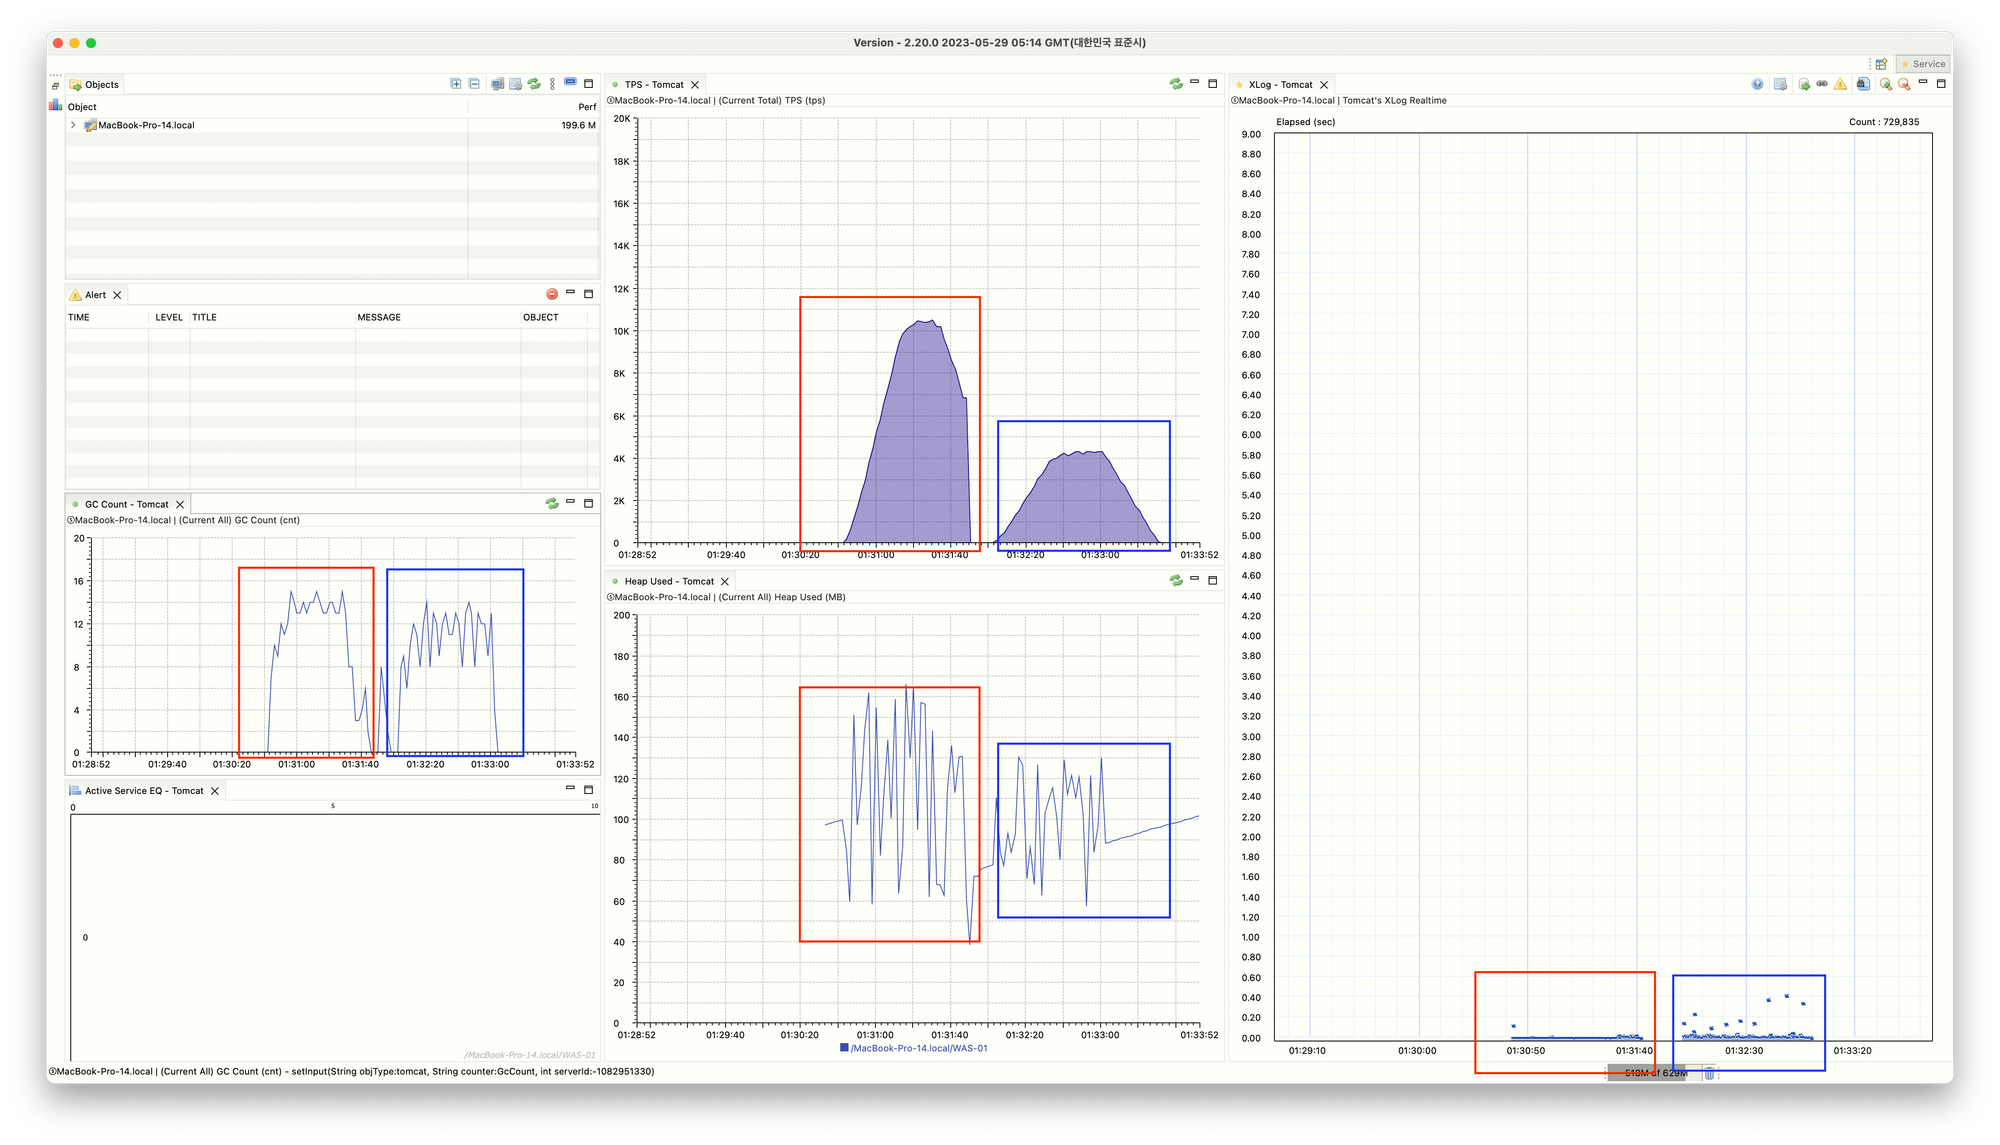 Version - 2.20.0 2023-05-29 05:14 GMT(대한민국 표준시)
Service
Objects
Object Perf
MacBook-Pro-14.local 199.6 M
Alert
TIME LEVEL TITLE MESSAGE OBJECT
GC Count - Tomcat
ⓢMacBook-Pro-14.local | (Current All) GC Count (cnt)
20
16
12
8
4
0
01:28:52 01:29:40 01:30:20 01:31:00 01:31:40 01:32:20 01:33:00 01:33:52
Active Service EQ - Tomcat
0 5 10
0
/MacBook-Pro-14.local/WAS-01
TPS - Tomcat
ⓢMacBook-Pro-14.local | (Current Total) TPS (tps)
20K
18K
16K
14K
12K
10K
8K
6K
4K
2K
0
01:28:52 01:29:40 01:30:20 01:31:00 01:31:40 01:32:20 01:33:00 01:33:52
Heap Used - Tomcat
ⓢMacBook-Pro-14.local | (Current All) Heap Used (MB)
200
180
160
140
120
100
80
60
40
20
0
01:28:52 01:29:40 01:30:20 01:31:00 01:31:40 01:32:20 01:33:00 01:33:52
/MacBook-Pro-14.local/WAS-01
XLog - Tomcat
ⓢMacBook-Pro-14.local | Tomcat's XLog Realtime
Elapsed (sec) Count : 729,835
9.00
8.80
8.60
8.40
8.20
8.00
7.80
7.60
7.40
7.20
7.00
6.80
6.60
6.40
6.20
6.00
5.80
5.60
5.40
5.20
5.00
4.80
4.60
4.40
4.20
4.00
3.80
3.60
3.40
3.20
3.00
2.80
2.60
2.40
2.20
2.00
1.80
1.60
1.40
1.20
1.00
0.80
0.60
0.40
0.20
0.00
01:29:10 01:30:00 01:30:50 01:31:40 01:32:30 01:33:20
ⓢMacBook-Pro-14.local | (Current All) GC Count (cnt) - setInput(String objType:tomcat, String counter:GcCount, int serverId:-1082951330)
518M of 629M